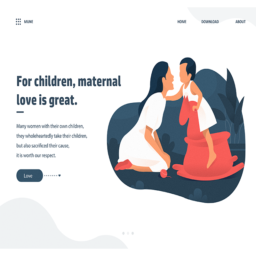 MORE
HOME DOWNLOAD ABOUT
For children, maternal
love is great.
Many women with their own children,
they wholeheartedly take their children,
but also sacrificed their cause,
it is worth our respect.
Love